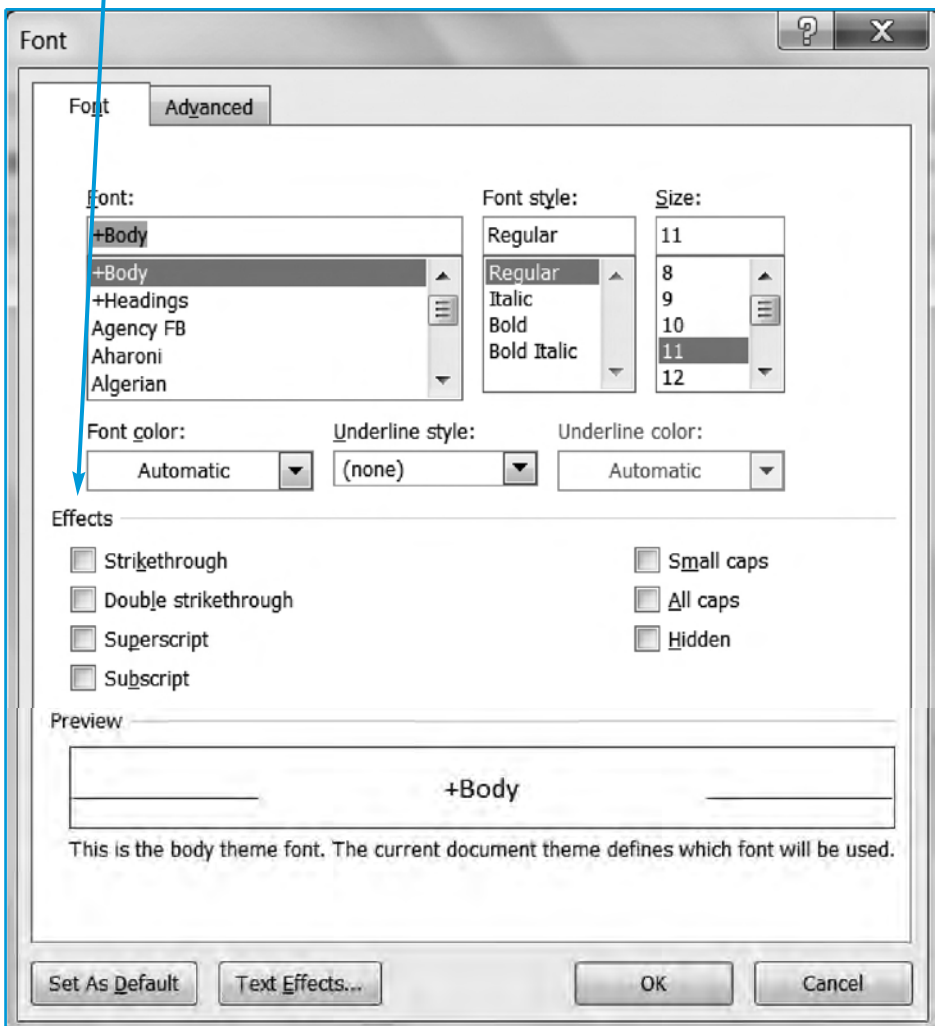 Font
Font Advanced
Font: Font style: Size:
+Body Regular 11
+Body Regular 8
+Headings Italic 9
Agency FB Bold 10
Aharoni Bold Italic 11
Algerian 12
Font color: Underline style: Underline color:
Automatic (none) Automatic
Effects
Strikethrough Small caps
Double strikethrough All caps
Superscript Hidden
Subscript
Preview
+Body
This is the body theme font. The current document theme defines which font will be used.
Set As Default Text Effects... OK Cancel